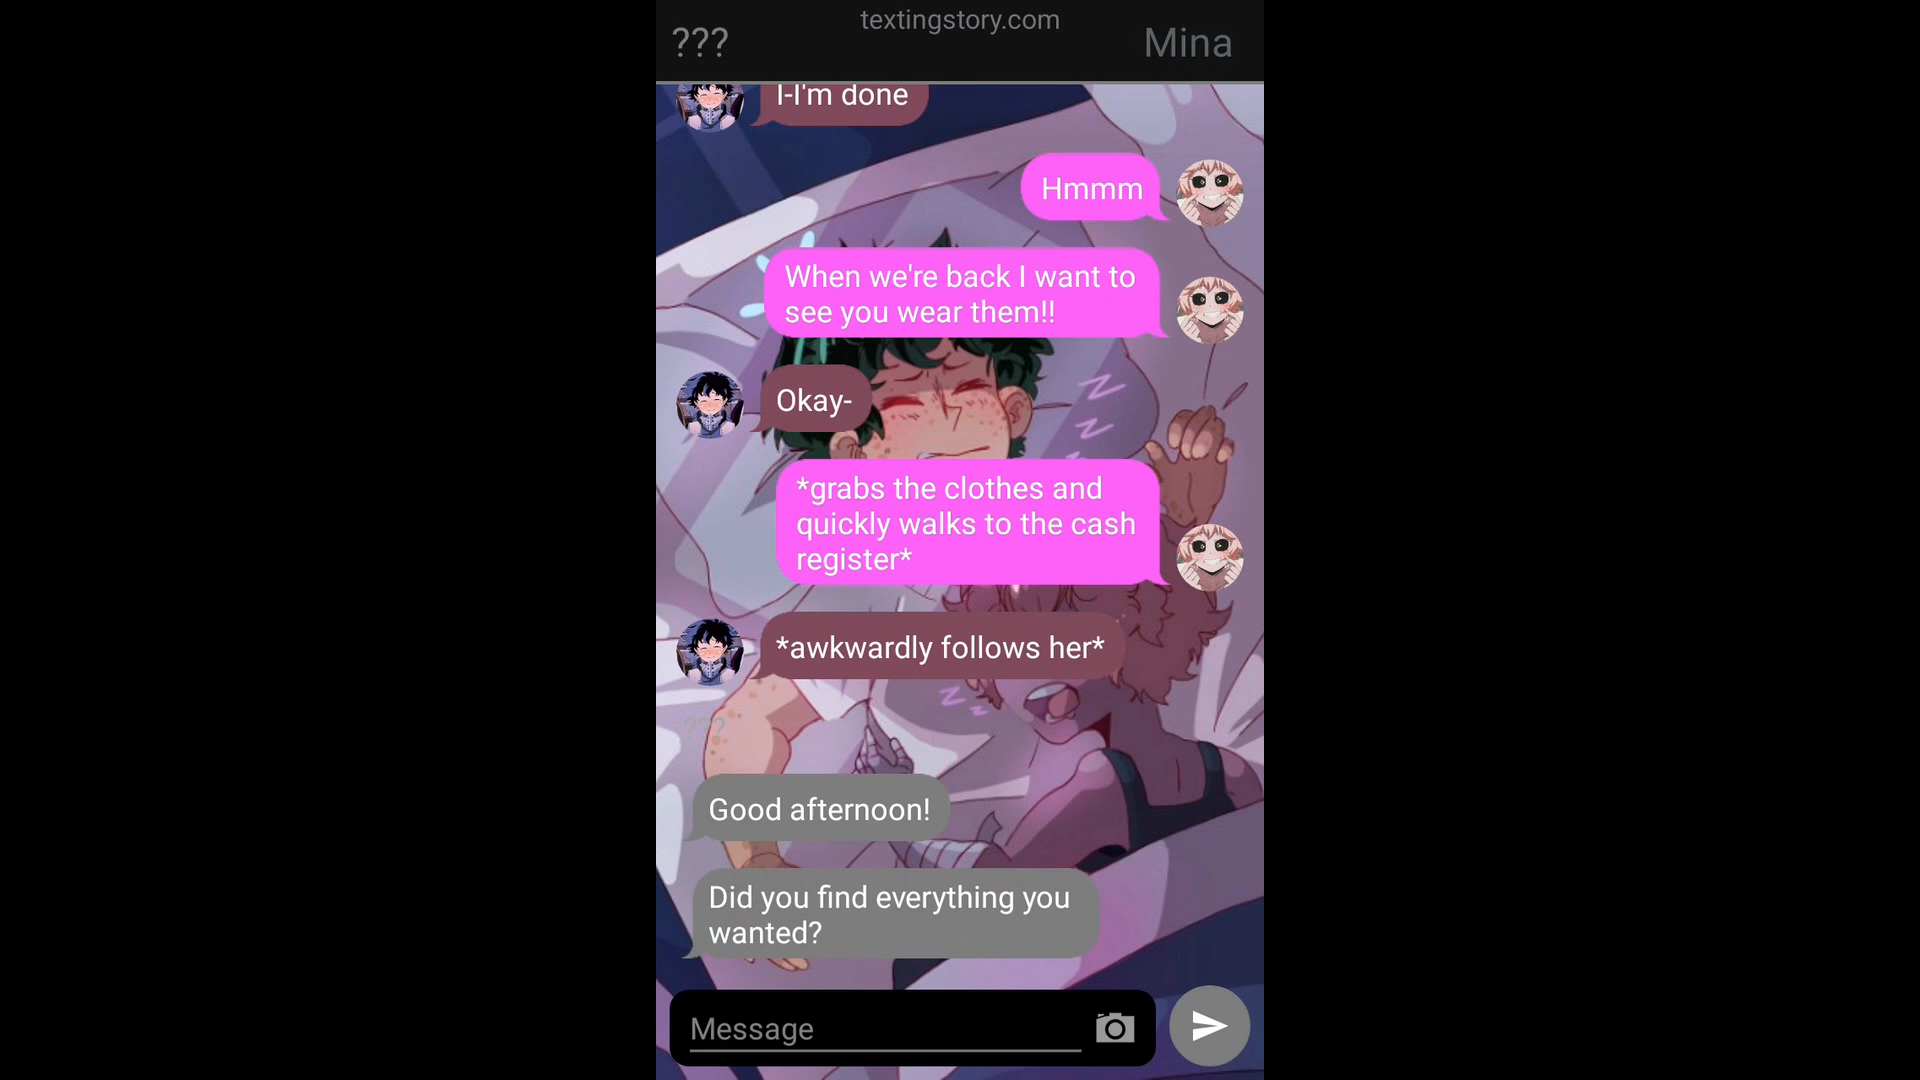 textingstory.com
??? Mina
I-I'm done
Hmmm
When we're back I want to
see you wear them!!
Okay-
z
z
*grabs the clothes and
quickly walks to the cash
register*
*awkwardly follows her*
z
z
???
Good afternoon!
Did you find everything you
wanted?
Message